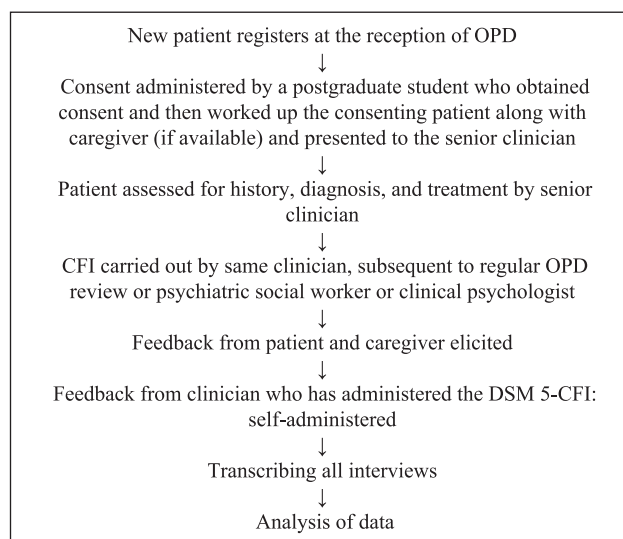 New patient registers at the reception of OPD
↓
Consent administered by a postgraduate student who obtained
consent and then worked up the consenting patient along with
caregiver (if available) and presented to the senior clinician
↓
Patient assessed for history, diagnosis, and treatment by senior
clinician
↓
CFI carried out by same clinician, subsequent to regular OPD
review or psychiatric social worker or clinical psychologist
↓
Feedback from patient and caregiver elicited
↓
Feedback from clinician who has administered the DSM 5-CFI:
self-administered
↓
Transcribing all interviews
↓
Analysis of data